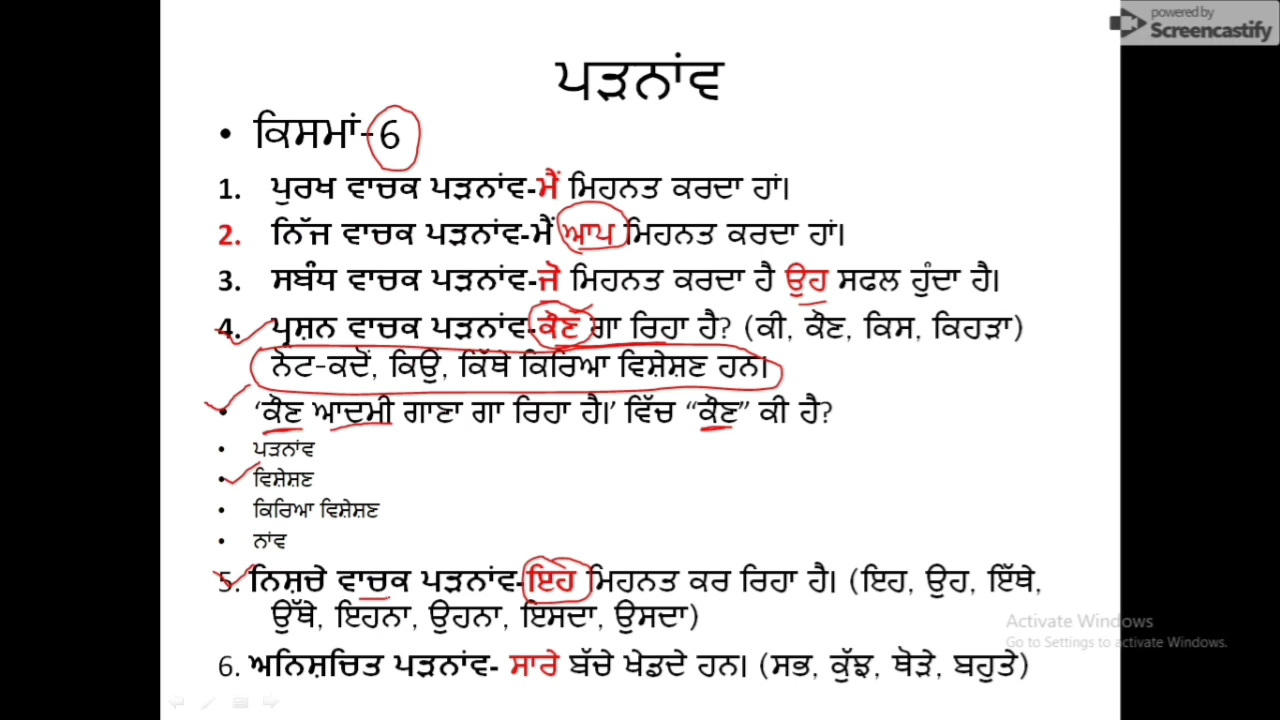 powered by
Screencastify
ਪੜਨਾਂਵ
• ਕਿਸਮਾਂ-6
1. ਪੁਰਖ ਵਾਚਕ ਪੜਨਾਂਵ-ਮੈਂ ਮਿਹਨਤ ਕਰਦਾ ਹਾਂ।
2. ਨਿੱਜ ਵਾਚਕ ਪੜਨਾਂਵ-ਮੈਂ ਆਪ ਮਿਹਨਤ ਕਰਦਾ ਹਾਂ।
3. ਸਬੰਧ ਵਾਚਕ ਪੜਨਾਂਵ-ਜੋ ਮਿਹਨਤ ਕਰਦਾ ਹੈ ਉਹ ਸਫਲ ਹੁੰਦਾ ਹੈ।
4. ਪ੍ਰਸ਼ਨ ਵਾਚਕ ਪੜਨਾਂਵ-ਕੌਣ ਗਾ ਰਿਹਾ ਹੈ? (ਕੀ, ਕੌਣ, ਕਿਸ, ਕਿਹੜਾ)
ਨੋਟ-ਕਦੋਂ, ਕਿਉਂ, ਕਿੱਥੇ ਕਿਰਿਆ ਵਿਸ਼ੇਸ਼ਣ ਹਨ।
• ‘ਕੌਣ ਆਦਮੀ ਗਾਣਾ ਗਾ ਰਿਹਾ ਹੈ।’ ਵਿੱਚ “ਕੌਣ” ਕੀ ਹੈ?
• ਪੜਨਾਂਵ
• ਵਿਸ਼ੇਸ਼ਣ
• ਕਿਰਿਆ ਵਿਸ਼ੇਸ਼ਣ
• ਨਾਂਵ
5. ਨਿਸ਼ਚੇ ਵਾਚਕ ਪੜਨਾਂਵ-ਇਹ ਮਿਹਨਤ ਕਰ ਰਿਹਾ ਹੈ। (ਇਹ, ਉਹ, ਇੱਥੇ,
ਉੱਥੇ, ਇਹਨਾ, ਉਹਨਾ, ਇਸਦਾ, ਉਸਦਾ)
6. ਅਨਿਸ਼ਚਿਤ ਪੜਨਾਂਵ- ਸਾਰੇ ਬੱਚੇ ਖੇਡਦੇ ਹਨ। (ਸਭ, ਕੁੱਝ, ਥੋੜੇ, ਬਹੁਤੇ)
Activate Windows
Go to Settings to activate Windows.